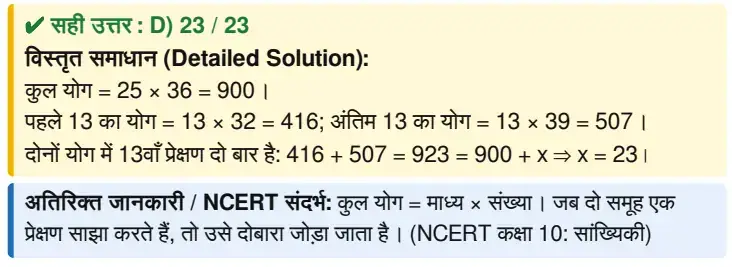 ✔ सही उत्तर : D) 23 / 23
विस्तृत समाधान (Detailed Solution):
कुल योग = 25 × 36 = 900 ।
पहले 13 का योग = 13 × 32 = 416; अंतिम 13 का योग = 13 × 39 = 507 ।
दोनों योग में 13वाँ प्रेक्षण दो बार है: 416 + 507 = 923 = 900 + x ⇒ x = 23।
अतिरिक्त जानकारी / NCERT संदर्भ: कुल योग = माध्य × संख्या । जब दो समूह एक
प्रेक्षण साझा करते हैं, तो उसे दोबारा जोड़ा जाता है । (NCERT कक्षा 10: सांख्यिकी)